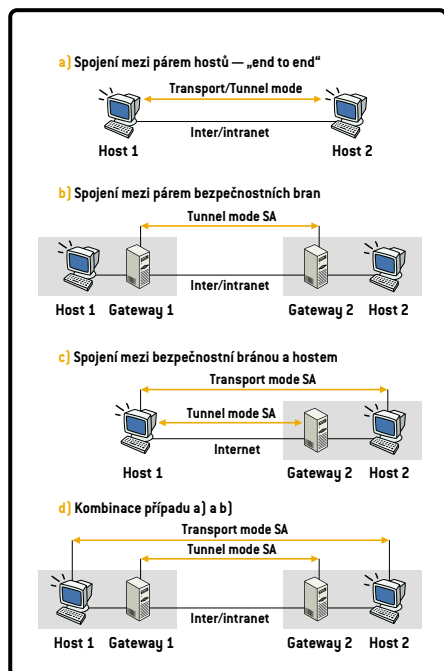 a) Spojení mezi párem hostů — „end to end“
Transport/Tunnel mode
Inter/intranet
Host 1 Host 2
b) Spojení mezi párem bezpečnostních bran
Tunnel mode SA
Inter/intranet
Host 1 Gateway 1 Gateway 2 Host 2
c) Spojení mezi bezpečnostní bránou a hostem
Transport mode SA
Tunnel mode SA
Internet
Host 1 Gateway 2 Host 2
d) Kombinace případu a) a b)
Transport mode SA
Tunnel mode SA
Inter/intranet
Host 1 Gateway 1 Gateway 2 Host 2